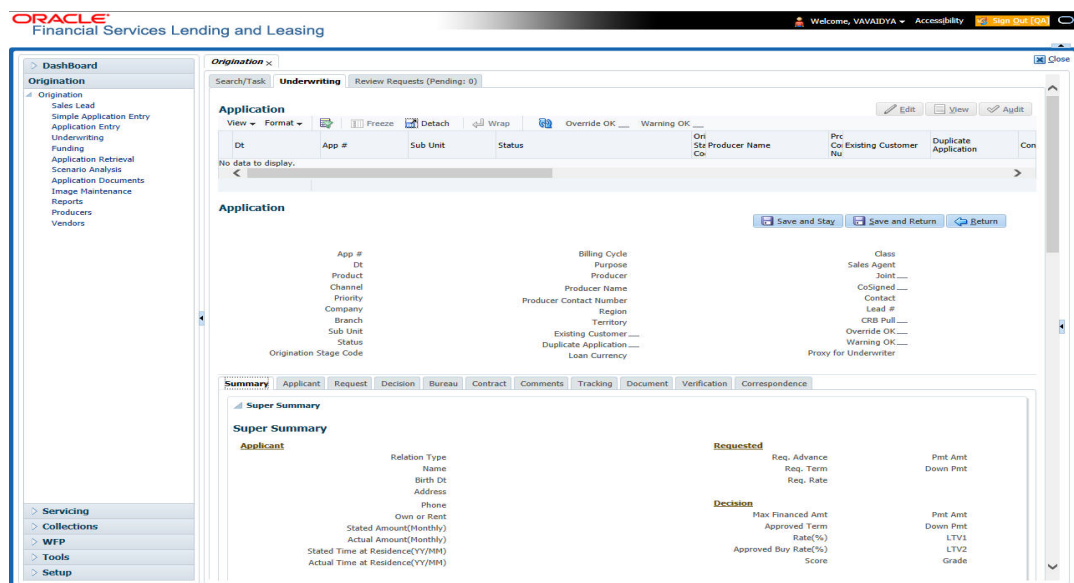 ORACLE
Financial Services Lending and Leasing
Welcome, VAVAIDYA Accessibility Sign Out [QA]
Close
DashBoard
Origination
Origination
Sales Lead
Simple Application Entry
Application Entry
Underwriting
Funding
Application Retrieval
Scenario Analysis
Application Documents
Image Maintenance
Reports
Producers
Vendors
Servicing
Collections
WFP
Tools
Setup
Origination
Search/Task Underwriting Review Requests (Pending: 0)
Application
Edit View Audit
View Format Freeze Detach Wrap Override OK Warning OK
Dt App # Sub Unit Status Ori Sta Co Producer Name Pro Co Nu Existing Customer Duplicate Application Con
No data to display.
Application
Save and Stay Save and Return Return
App # Billing Cycle Class
Dt Purpose Sales Agent
Product Producer Joint
Channel Producer Name CoSigned
Priority Producer Contact Number Contact
Company Region Lead #
Branch Territory CRB Pull
Sub Unit Existing Customer Override OK
Status Duplicate Application Warning OK
Origination Stage Code Loan Currency Proxy for Underwriter
Summary Applicant Request Decision Bureau Contract Comments Tracking Document Verification Correspondence
Super Summary
Super Summary
Applicant Requested
Relation Type Req. Advance Pmt Amt
Name Req. Term Down Pmt
Birth Dt Req. Rate
Address
Phone Decision
Own or Rent Max Financed Amt Pmt Amt
Stated Amount(Monthly) Approved Term Down Pmt
Actual Amount(Monthly) Rate(%) LTV1
Stated Time at Residence(YY/MM) Approved Buy Rate(%) LTV2
Actual Time at Residence(YY/MM) Score Grade